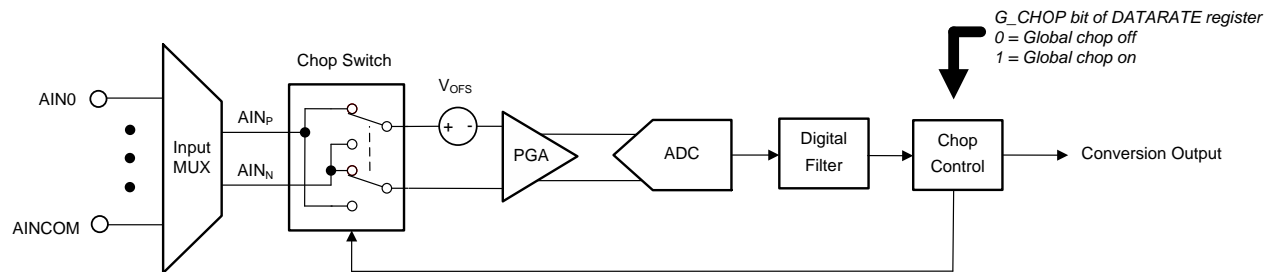 G_CHOP bit of DATARATE register
0 = Global chop off
1 = Global chop on
Chop Switch
VOFS
AIN0
AINP
+ -
Input
MUX
PGA
ADC
Digital
Filter
Chop
Control
Conversion Output
AINN
AINCOM